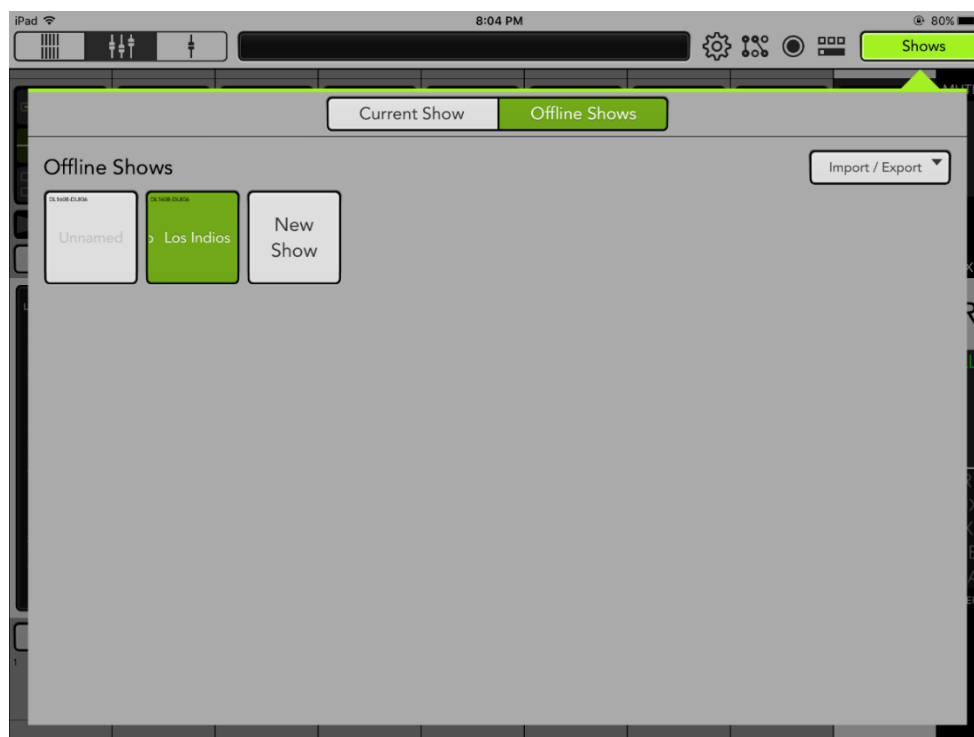 iPad
8:04 PM
80%
Shows
Current Show
Offline Shows
Offline Shows
Import / Export
DL1608-DL806
Unnamed
DL1608-DL806
Los Indios
New
Show
1